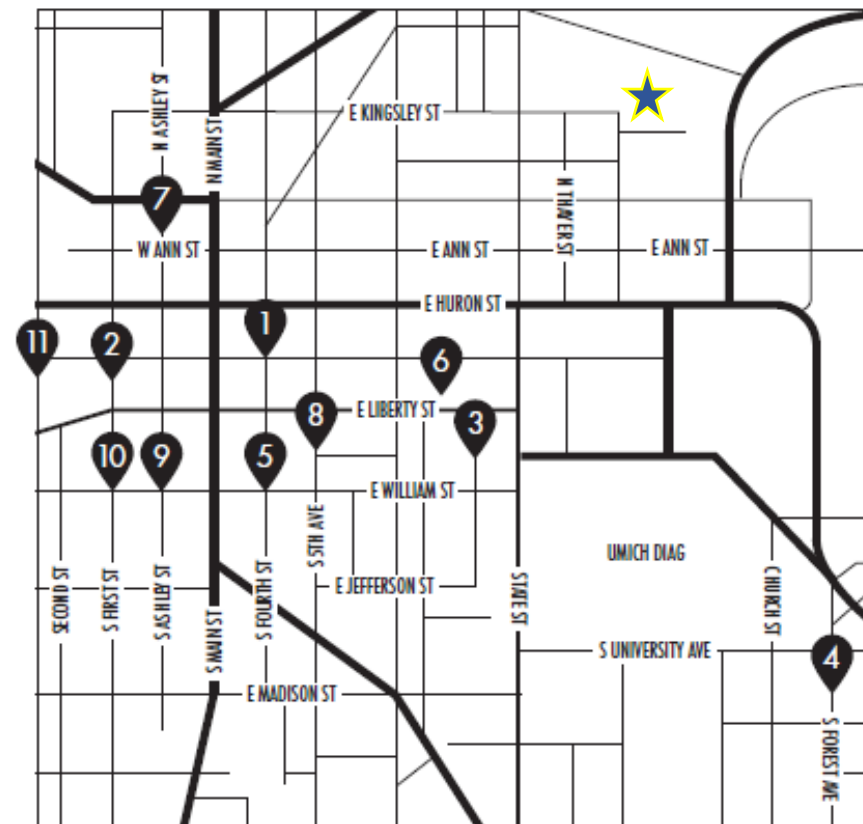 N ASHLEY ST
N MAIN ST
E KINGSLEY ST
N THAYER ST
7
W ANN ST
E ANN ST
E ANN ST
E HURON ST
1
11
2
6
E LIBERTY ST
8
3
10
9
5
E WILLIAM ST
S 5TH AVE
UMICH DIAG
SECOND ST
S FIRST ST
S ASHLEY ST
S MAIN ST
S FOURTH ST
E JEFFERSON ST
STATE ST
CHURCH ST
S UNIVERSITY AVE
4
E MADISON ST
S FOREST AVE